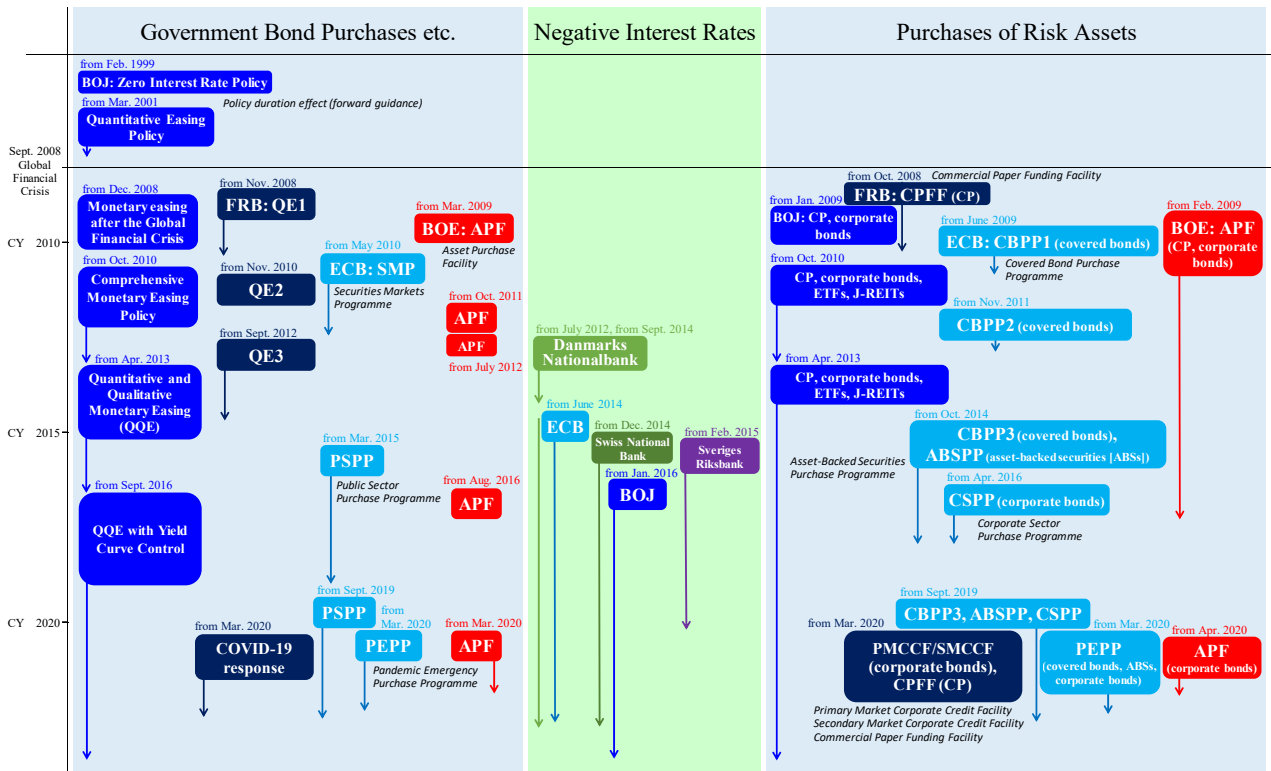 Government Bond Purchases etc.
Negative Interest Rates
Purchases of Risk Assets
from Feb. 1999
BOJ: Zero Interest Rate Policy
from Mar. 2001
Policy duration effect (forward guidance)
Quantitative Easing
Policy
Sept. 2008
Global
Financial
Crisis
CY 2010
CY 2015
CY 2020
from Dec. 2008
Monetary easing
after the Global
Financial Crisis
from Oct. 2010
Comprehensive
Monetary Easing
Policy
from Apr. 2013
Quantitative and
Qualitative
Monetary Easing
(QQE)
from Sept. 2016
QQE with Yield
Curve Control
from Nov. 2008
FRB: QE1
from Nov. 2010
QE2
from Sept. 2012
QE3
from Mar. 2020
COVID-19
response
from May 2010
ECB: SMP
Securities Markets
Programme
from Mar. 2015
PSPP
Public Sector
Purchase Programme
from Sept. 2019
PSPP
from
Mar. 2020
PEPP
Pandemic Emergency
Purchase Programme
from Mar. 2009
BOE: APF
Asset Purchase
Facility
from Oct. 2011
APF
APF
from July 2012
from Aug. 2016
APF
from Mar. 2020
APF
from July 2012, from Sept. 2014
Danmarks
Nationalbank
from June 2014
ECB
from Dec. 2014
Swiss National
Bank
from Jan. 2016
BOJ
from Feb. 2015
Sveriges
Riksbank
from Oct. 2008
Commercial Paper Funding Facility
FRB: CPFF (CP)
from Jan. 2009
BOJ: CP, corporate
bonds
from June 2009
ECB: CBPP1 (covered bonds)
Covered Bond Purchase
Programme
from Feb. 2009
BOE: APF
(CP, corporate
bonds)
from Oct. 2010
CP, corporate bonds,
ETFs, J-REITs
from Nov. 2011
CBPP2 (covered bonds)
from Apr. 2013
CP, corporate bonds,
ETFs, J-REITs
from Oct. 2014
CBPP3 (covered bonds),
ABSPP (asset-backed securities [ABSs])
Asset-Backed Securities
Purchase Programme
from Apr. 2016
CSPP (corporate bonds)
Corporate Sector
Purchase Programme
from Sept. 2019
CBPP3, ABSPP, CSPP
from Mar. 2020
PMCCF/SMCCF
(corporate bonds),
CPFF (CP)
Primary Market Corporate Credit Facility
Secondary Market Corporate Credit Facility
Commercial Paper Funding Facility
from Mar. 2020
PEPP
(covered bonds, ABSs,
corporate bonds)
from Apr. 2020
APF
(corporate bonds)